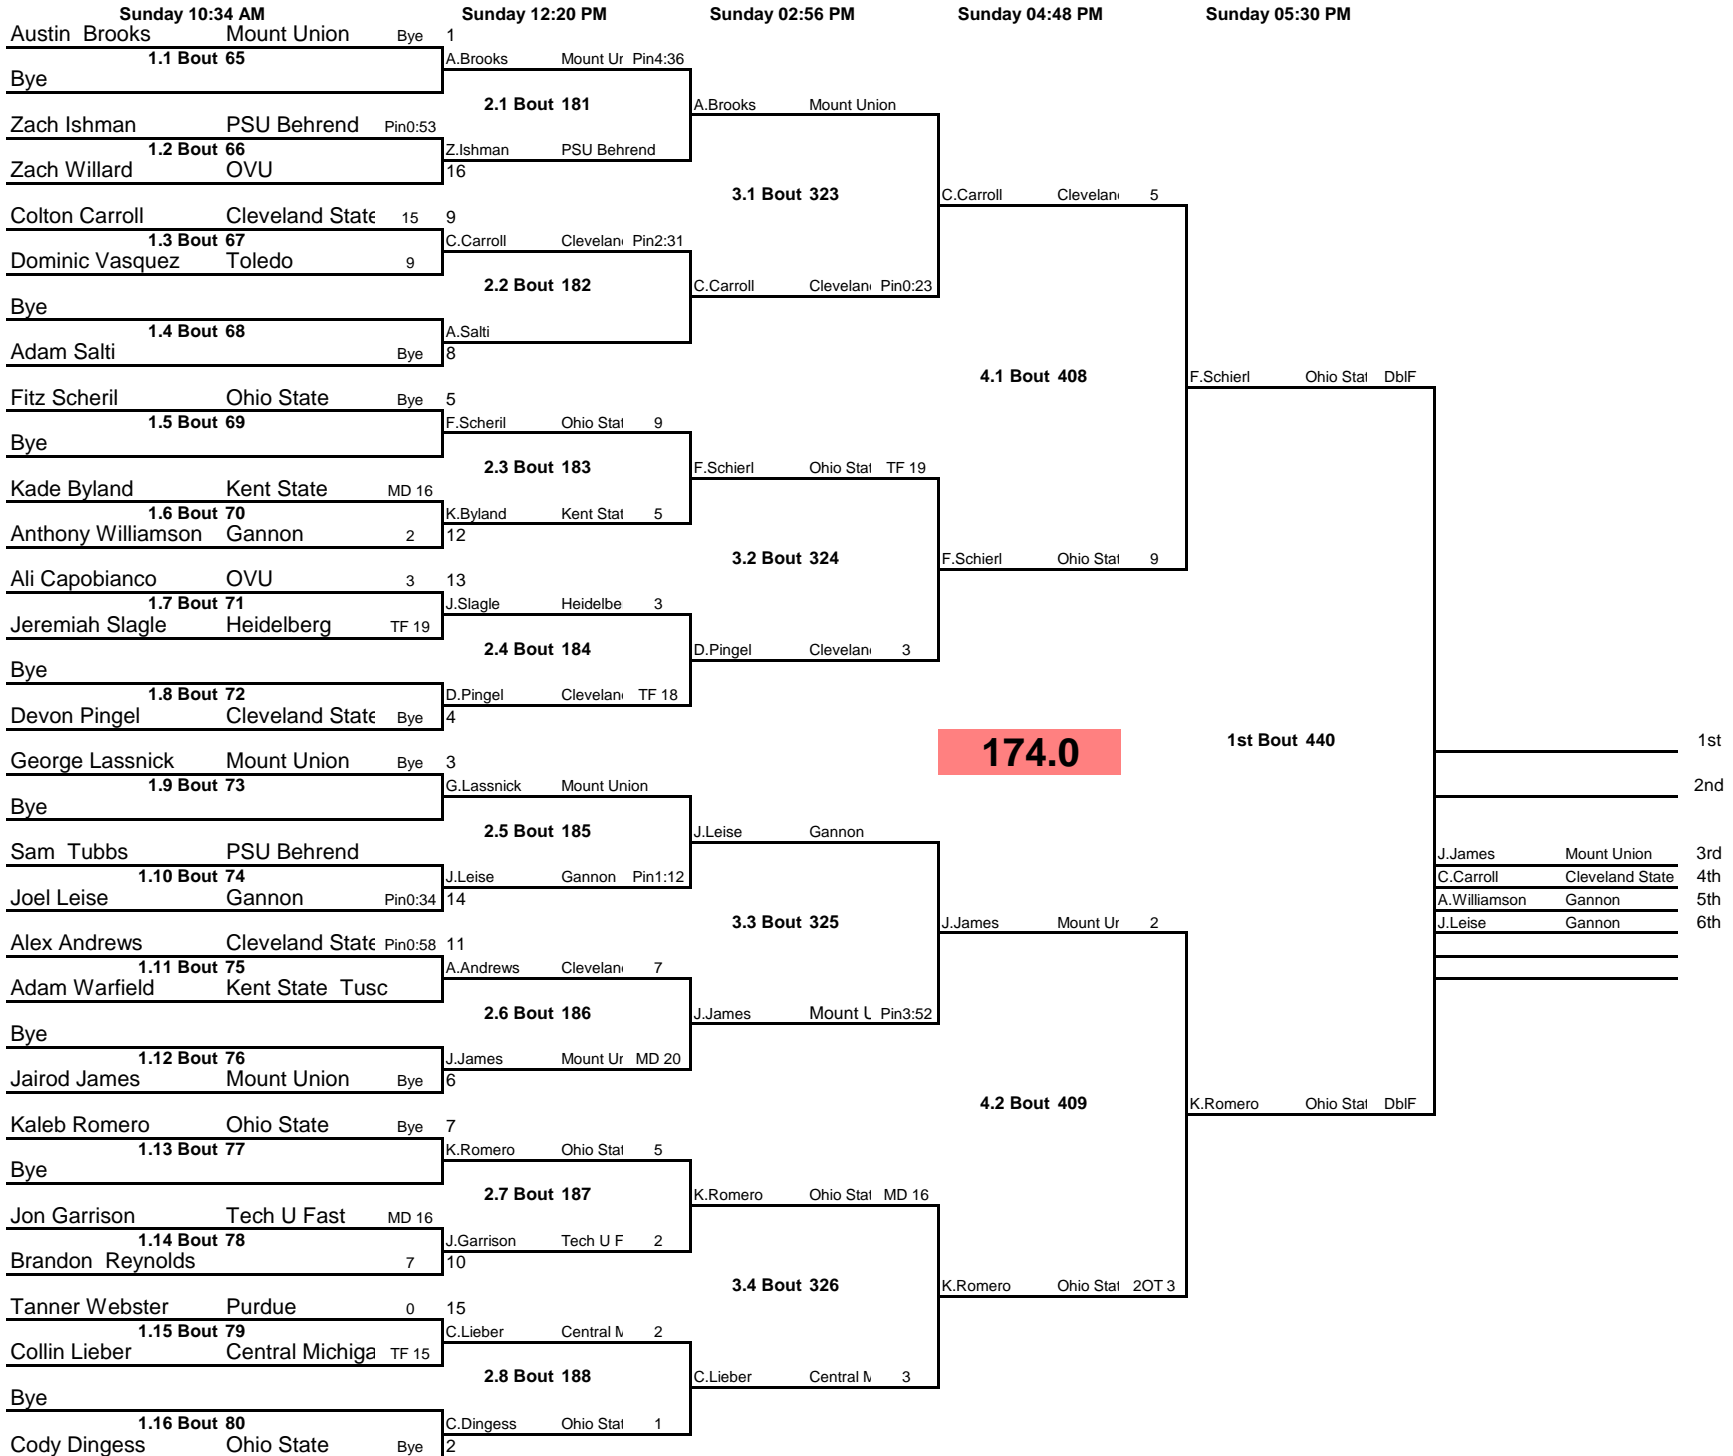 Sunday 10:34 AM Sunday 12:20 PM Sunday 02:56 PM Sunday 04:48 PM Sunday 05:30 PM
Austin Brooks Mount Union Bye 1
1.1 Bout 65 A.Brooks Mount Ur Pin4:36
Bye
2.1 Bout 181 A.Brooks Mount Union
Zach Ishman PSU Behrend Pin0:53
1.2 Bout 66 Z.Ishman PSU Behrend
Zach Willard OVU 16
3.1 Bout 323 C.Carroll Clevelan 5
Colton Carroll Cleveland State 15 9
1.3 Bout 67 C.Carroll Clevelan Pin2:31
Dominic Vasquez Toledo 9
2.2 Bout 182 C.Carroll Clevelan Pin0:23
Bye
1.4 Bout 68 A.Salti
Adam Salti Bye 8
4.1 Bout 408 F.Schierl Ohio Stat DblF
Fitz Scheril Ohio State Bye 5
1.5 Bout 69 F.Scheril Ohio Stat 9
Bye
2.3 Bout 183 F.Schierl Ohio Stat TF 19
Kade Byland Kent State MD 16
1.6 Bout 70 K.Byland Kent Stat 5
Anthony Williamson Gannon 2 12
3.2 Bout 324 F.Schierl Ohio Stat 9
Ali Capobianco OVU 3 13
1.7 Bout 71 J.Slagle Heidelbe 3
Jeremiah Slagle Heidelberg TF 19
2.4 Bout 184 D.Pingel Clevelan 3
Bye
1.8 Bout 72 D.Pingel Clevelan TF 18
Devon Pingel Cleveland State Bye 4
174.0 1st Bout 440 1st
George Lassnick Mount Union Bye 3
1.9 Bout 73 G.Lassnick Mount Union 2nd
Bye
2.5 Bout 185 J.Leise Gannon
Sam Tubbs PSU Behrend J.James Mount Union 3rd
1.10 Bout 74 J.Leise Gannon Pin1:12 C.Carroll Cleveland State 4th
Joel Leise Gannon Pin0:34 14 A.Williamson Gannon 5th
3.3 Bout 325 J.James Mount Ur 2 J.Leise Gannon 6th
Alex Andrews Cleveland State Pin0:58 11
1.11 Bout 75 A.Andrews Clevelan 7
Adam Warfield Kent State Tusc
2.6 Bout 186 J.James Mount U Pin3:52
Bye
1.12 Bout 76 J.James Mount Ur MD 20
Jairod James Mount Union Bye 6
4.2 Bout 409 K.Romero Ohio Stat DblF
Kaleb Romero Ohio State Bye 7
1.13 Bout 77 K.Romero Ohio Stat 5
Bye
2.7 Bout 187 K.Romero Ohio Stat MD 16
Jon Garrison Tech U Fast MD 16
1.14 Bout 78 J.Garrison Tech U F 2
Brandon Reynolds 7 10
3.4 Bout 326 K.Romero Ohio Stat 2OT 3
Tanner Webster Purdue 0 15
1.15 Bout 79 C.Lieber Central M 2
Collin Lieber Central Michiga TF 15
2.8 Bout 188 C.Lieber Central M 3
Bye
1.16 Bout 80 C.Dingess Ohio Stat 1
Cody Dingess Ohio State Bye 2